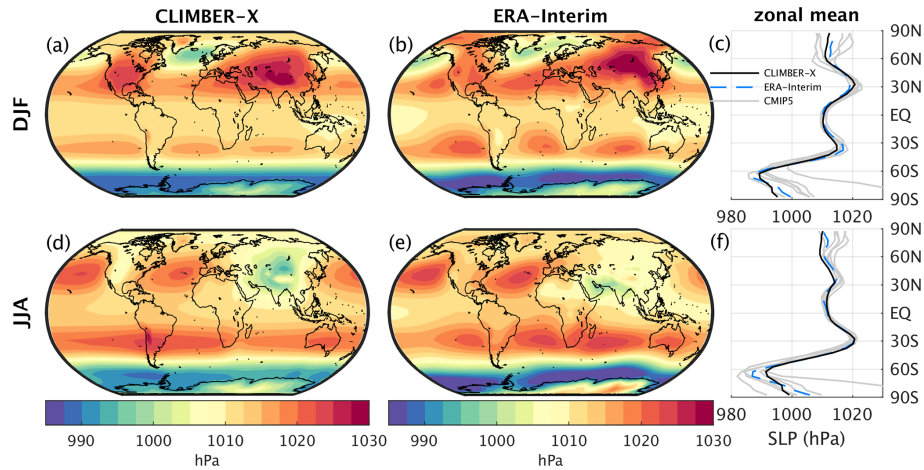 CLIMBER-X
ERA-Interim
zonal mean
DJF
(a)
(b)
(c)
CLIMBER-X
ERA-Interim
CMIP5
90N
60N
30N
EQ
30S
60S
90S
980
1000
1020
JJA
(d)
(e)
(f)
90N
60N
30N
EQ
30S
60S
90S
980
1000
1020
SLP (hPa)
990
1000
1010
1020
1030
hPa
990
1000
1010
1020
1030
hPa